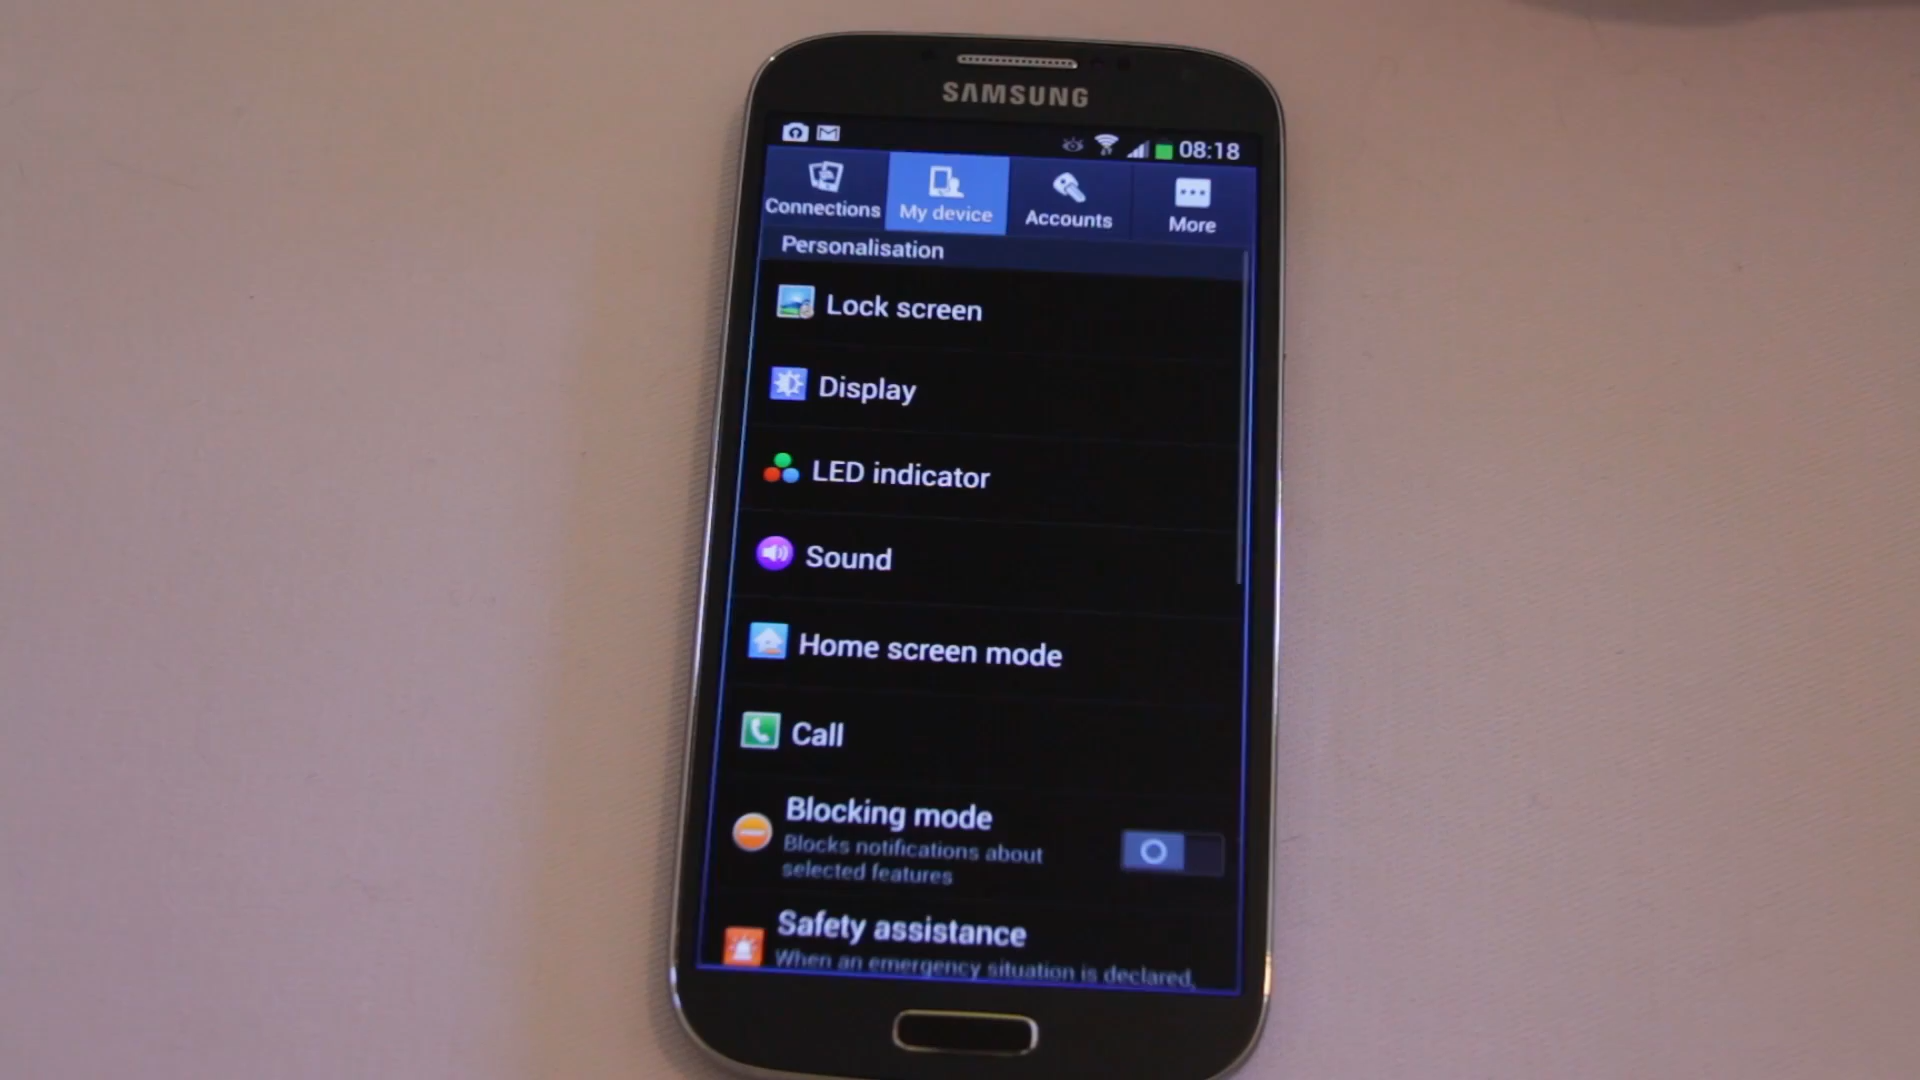 SAMSUNG
08:18
Connections My device Accounts More
Personalisation
Lock screen
Display
LED indicator
Sound
Home screen mode
Call
Blocking mode
Blocks notifications about
selected features
Safety assistance
When an emergency situation is declared,